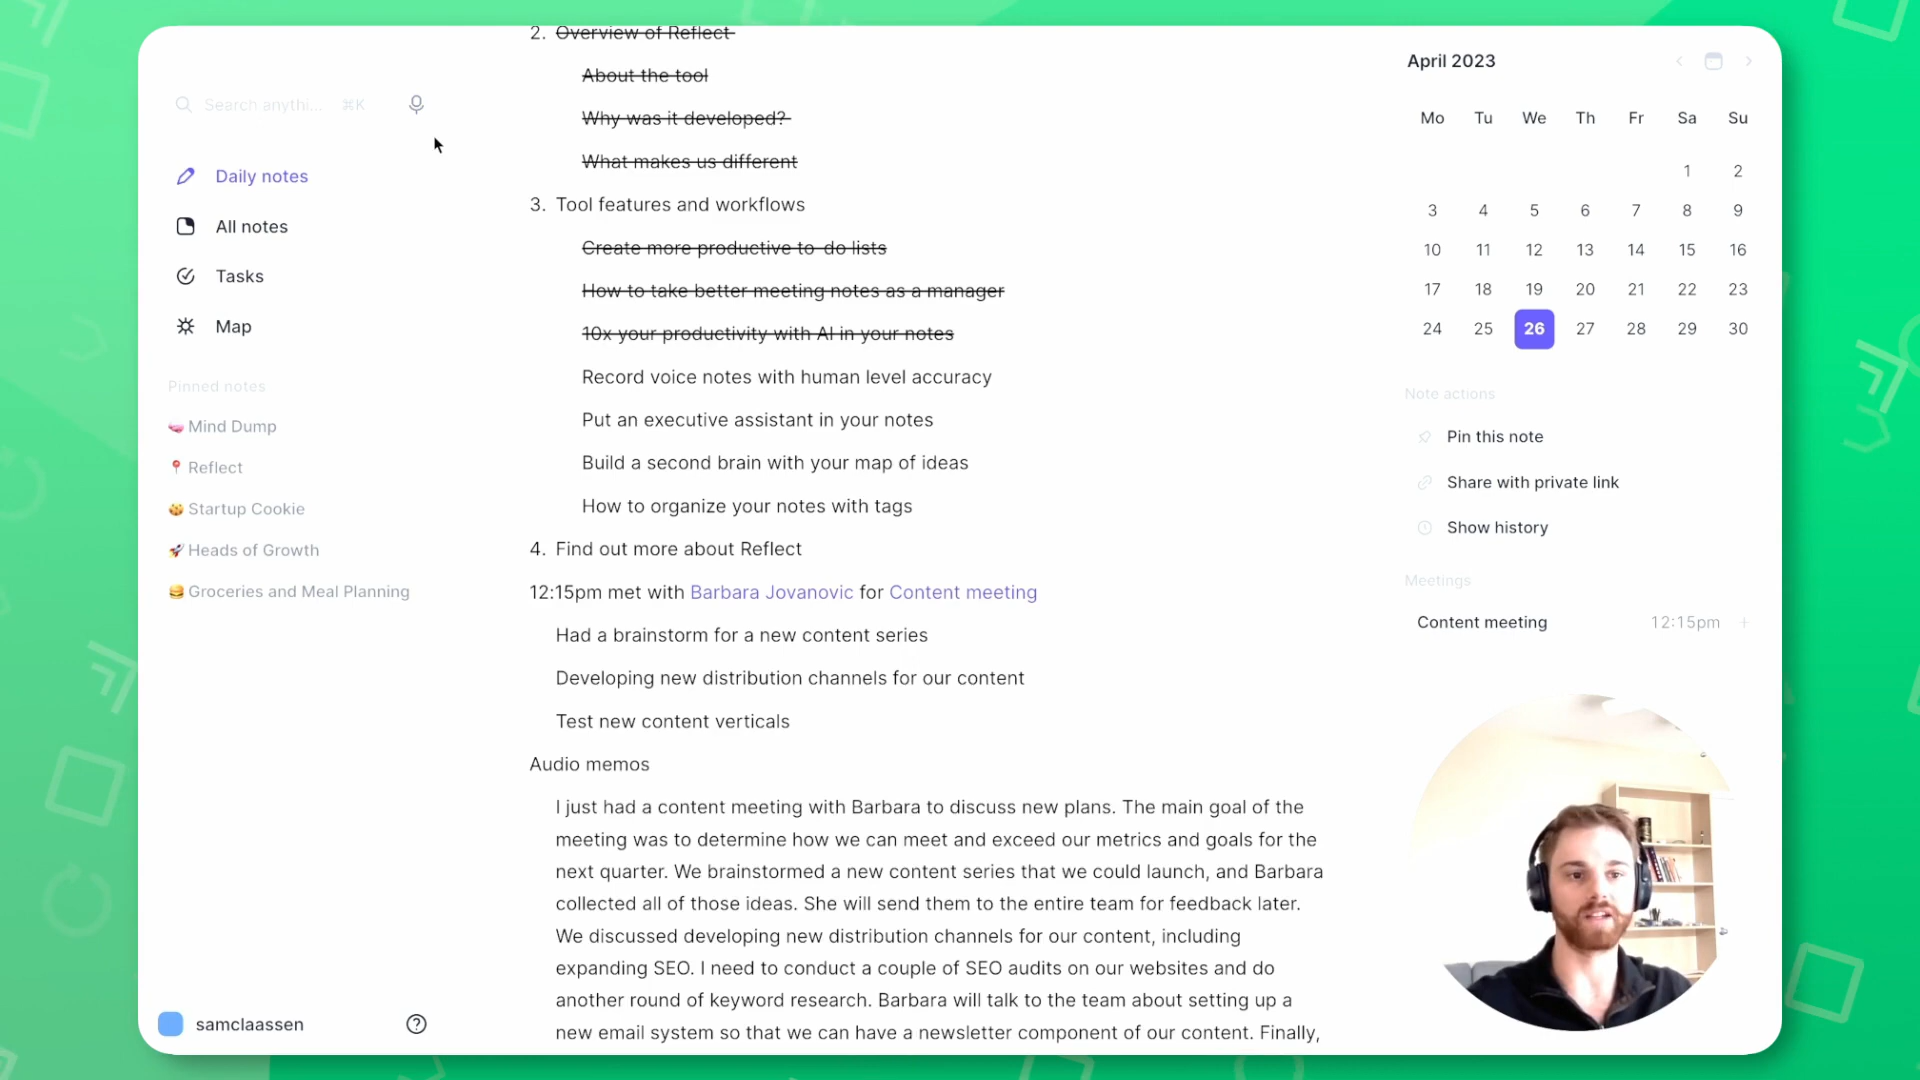 Search anythi... ⌘K
Daily notes
All notes
Tasks
Map
Pinned notes
Mind Dump
Reflect
Startup Cookie
Heads of Growth
Groceries and Meal Planning
samclaassen
2. Overview of Reflect
About the tool
Why was it developed?
What makes us different
3. Tool features and workflows
Create more productive to-do lists
How to take better meeting notes as a manager
10x your productivity with AI in your notes
Record voice notes with human level accuracy
Put an executive assistant in your notes
Build a second brain with your map of ideas
How to organize your notes with tags
4. Find out more about Reflect
12:15pm met with Barbara Jovanovic for Content meeting
Had a brainstorm for a new content series
Developing new distribution channels for our content
Test new content verticals
Audio memos
I just had a content meeting with Barbara to discuss new plans. The main goal of the
meeting was to determine how we can meet and exceed our metrics and goals for the
next quarter. We brainstormed a new content series that we could launch, and Barbara
collected all of those ideas. She will send them to the entire team for feedback later.
We discussed developing new distribution channels for our content, including
expanding SEO. I need to conduct a couple of SEO audits on our websites and do
another round of keyword research. Barbara will talk to the team about setting up a
new email system so that we can have a newsletter component of our content. Finally,
April 2023
Mo Tu We Th Fr Sa Su
1 2
3 4 5 6 7 8 9
10 11 12 13 14 15 16
17 18 19 20 21 22 23
24 25 26 27 28 29 30
Note actions
Pin this note
Share with private link
Show history
Meetings
Content meeting 12:15pm +